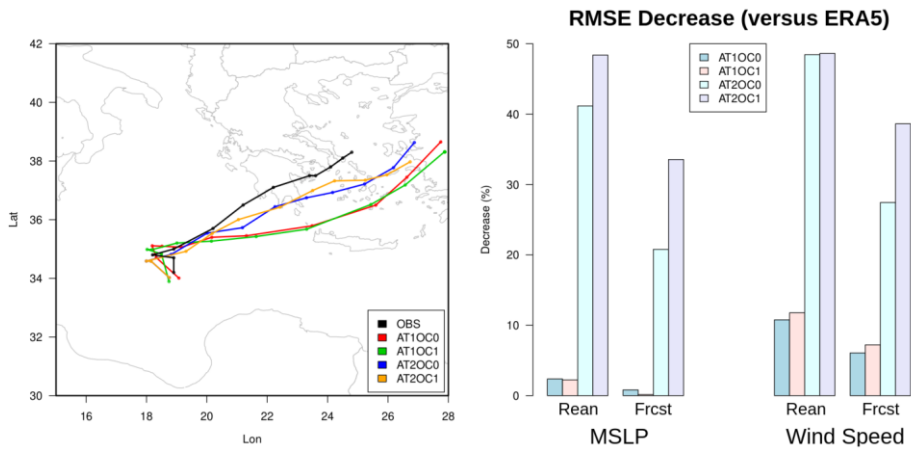 RMSE Decrease (versus ERA5)
42
40
38
36
34
32
30
Lat
16
18
20
22
24
26
28
Lon
OBS
AT1OC0
AT1OC1
AT2OC0
AT2OC1
50
40
30
20
10
0
Decrease (%)
AT1OC0
AT1OC1
AT2OC0
AT2OC1
Rean
Frcst
Rean
Frcst
MSLP
Wind Speed